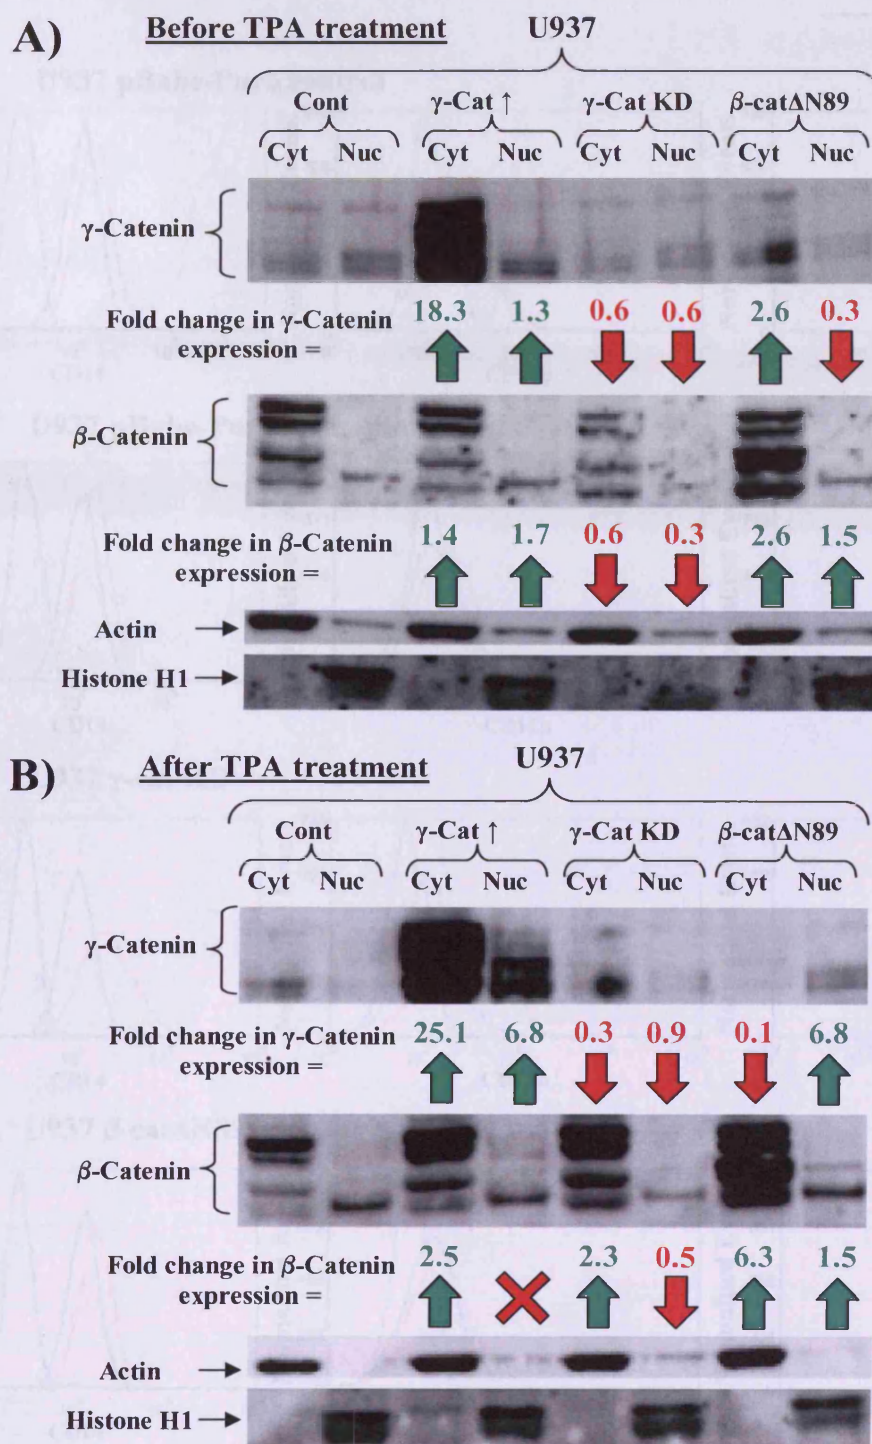 A) Before TPA treatment U937
Cont γ-Cat ↑ γ-Cat KD β-catΔN89
Cyt Nuc Cyt Nuc Cyt Nuc Cyt Nuc
γ-Catenin
Fold change in γ-Catenin expression = 18.3 1.3 0.6 0.6 2.6 0.3
β-Catenin
Fold change in β-Catenin expression = 1.4 1.7 0.6 0.3 2.6 1.5
Actin
Histone H1
B) After TPA treatment U937
Cont γ-Cat ↑ γ-Cat KD β-catΔN89
Cyt Nuc Cyt Nuc Cyt Nuc Cyt Nuc
γ-Catenin
Fold change in γ-Catenin expression = 25.1 6.8 0.3 0.9 0.1 6.8
β-Catenin
Fold change in β-Catenin expression = 2.5 2.3 0.5 6.3 1.5
Actin
Histone H1